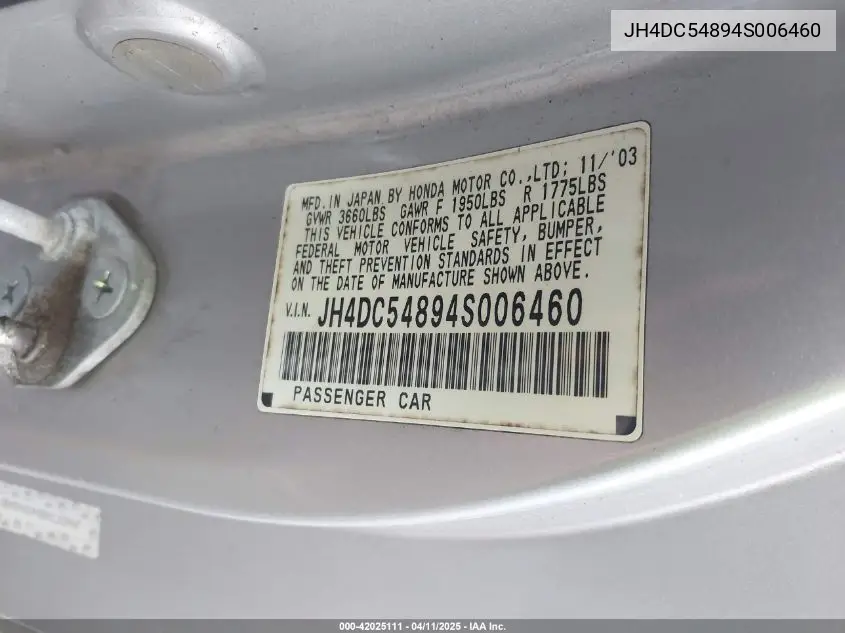 JH4DC54894S006460
MFD.IN JAPAN BY HONDA MOTOR CO.,LTD; 11/'03
GVWR 3660LBS GAWR F 1950LBS R 1775LBS
THIS VEHICLE CONFORMS TO ALL APPLICABLE
FEDERAL MOTOR VEHICLE SAFETY, BUMPER,
AND THEFT PREVENTION STANDARDS IN EFFECT
ON THE DATE OF MANUFACTURE SHOWN ABOVE.
V.I.N. JH4DC54894S006460
PASSENGER CAR
000-42025111 - 04/11/2025 - IAA Inc.